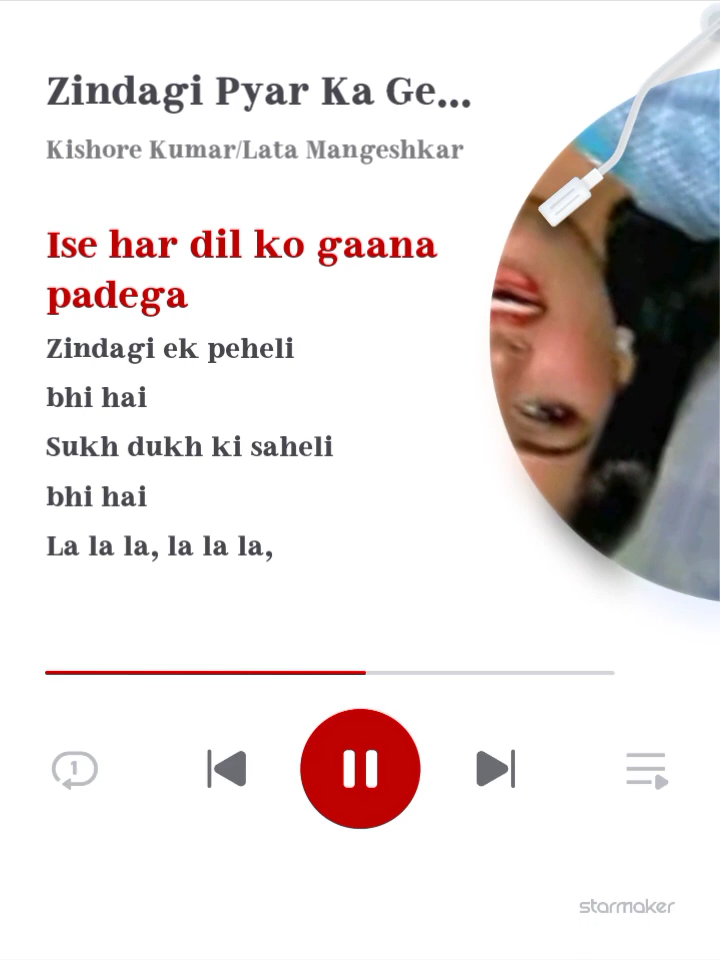 Zindagi Pyar Ka Ge...
Kishore Kumar/Lata Mangeshkar
Ise har dil ko gaana
padega
Zindagi ek peheli
bhi hai
Sukh dukh ki saheli
bhi hai
La la la, la la la,
1
starmaker